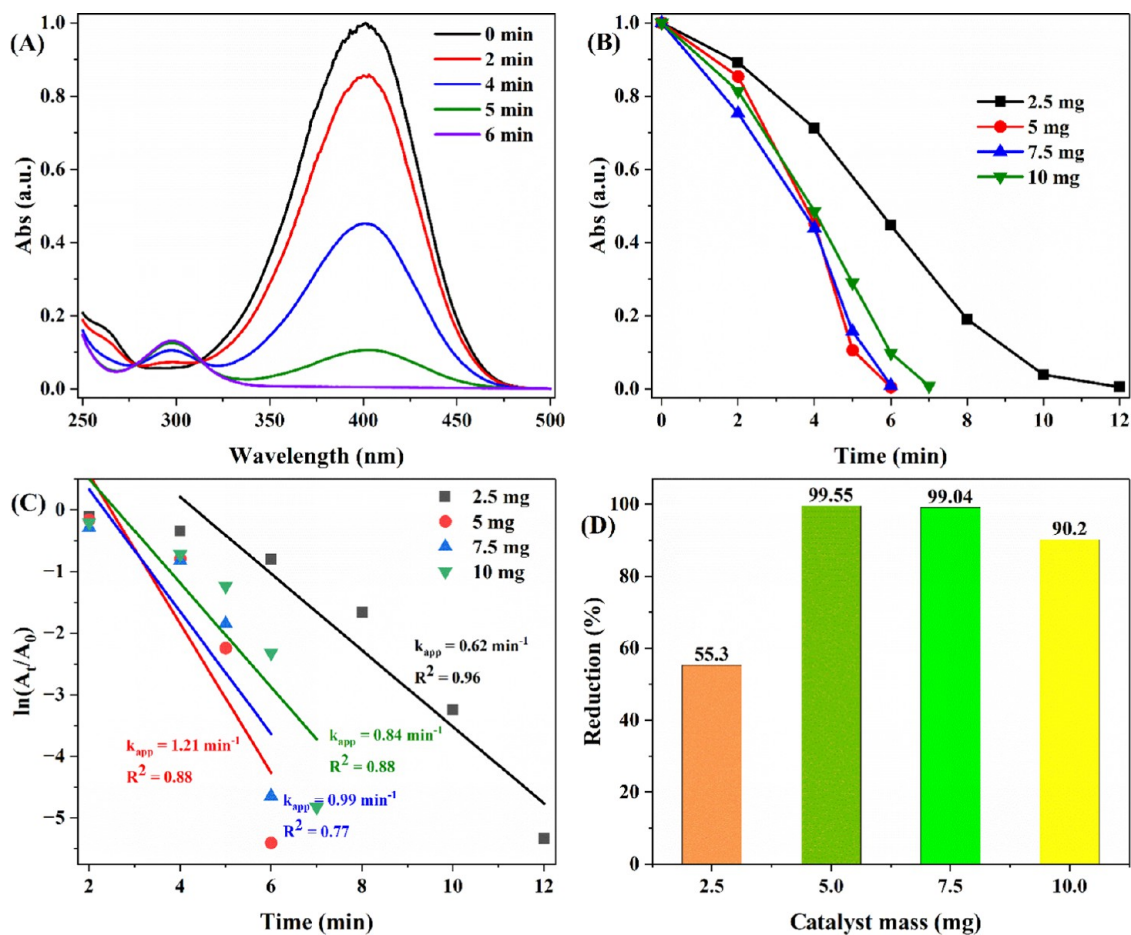 (A)
0 min
2 min
4 min
5 min
6 min
Abs (a.u.)
1.0
0.8
0.6
0.4
0.2
0.0
250 300 350 400 450 500
Wavelength (nm)
(B)
2.5 mg
5 mg
7.5 mg
10 mg
Abs (a.u.)
1.0
0.8
0.6
0.4
0.2
0.0
0 2 4 6 8 10 12
Time (min)
(C)
2.5 mg
5 mg
7.5 mg
10 mg
ln(Aₜ/A₀)
0
−1
−2
−3
−4
−5
k_app = 0.62 min⁻¹
R² = 0.96
k_app = 0.84 min⁻¹
R² = 0.88
k_app = 1.21 min⁻¹
R² = 0.88
k_app = 0.99 min⁻¹
R² = 0.77
2 4 6 8 10 12
Time (min)
(D)
Reduction (%)
100
80
60
40
20
0
55.3
99.55
99.04
90.2
2.5 5.0 7.5 10.0
Catalyst mass (mg)